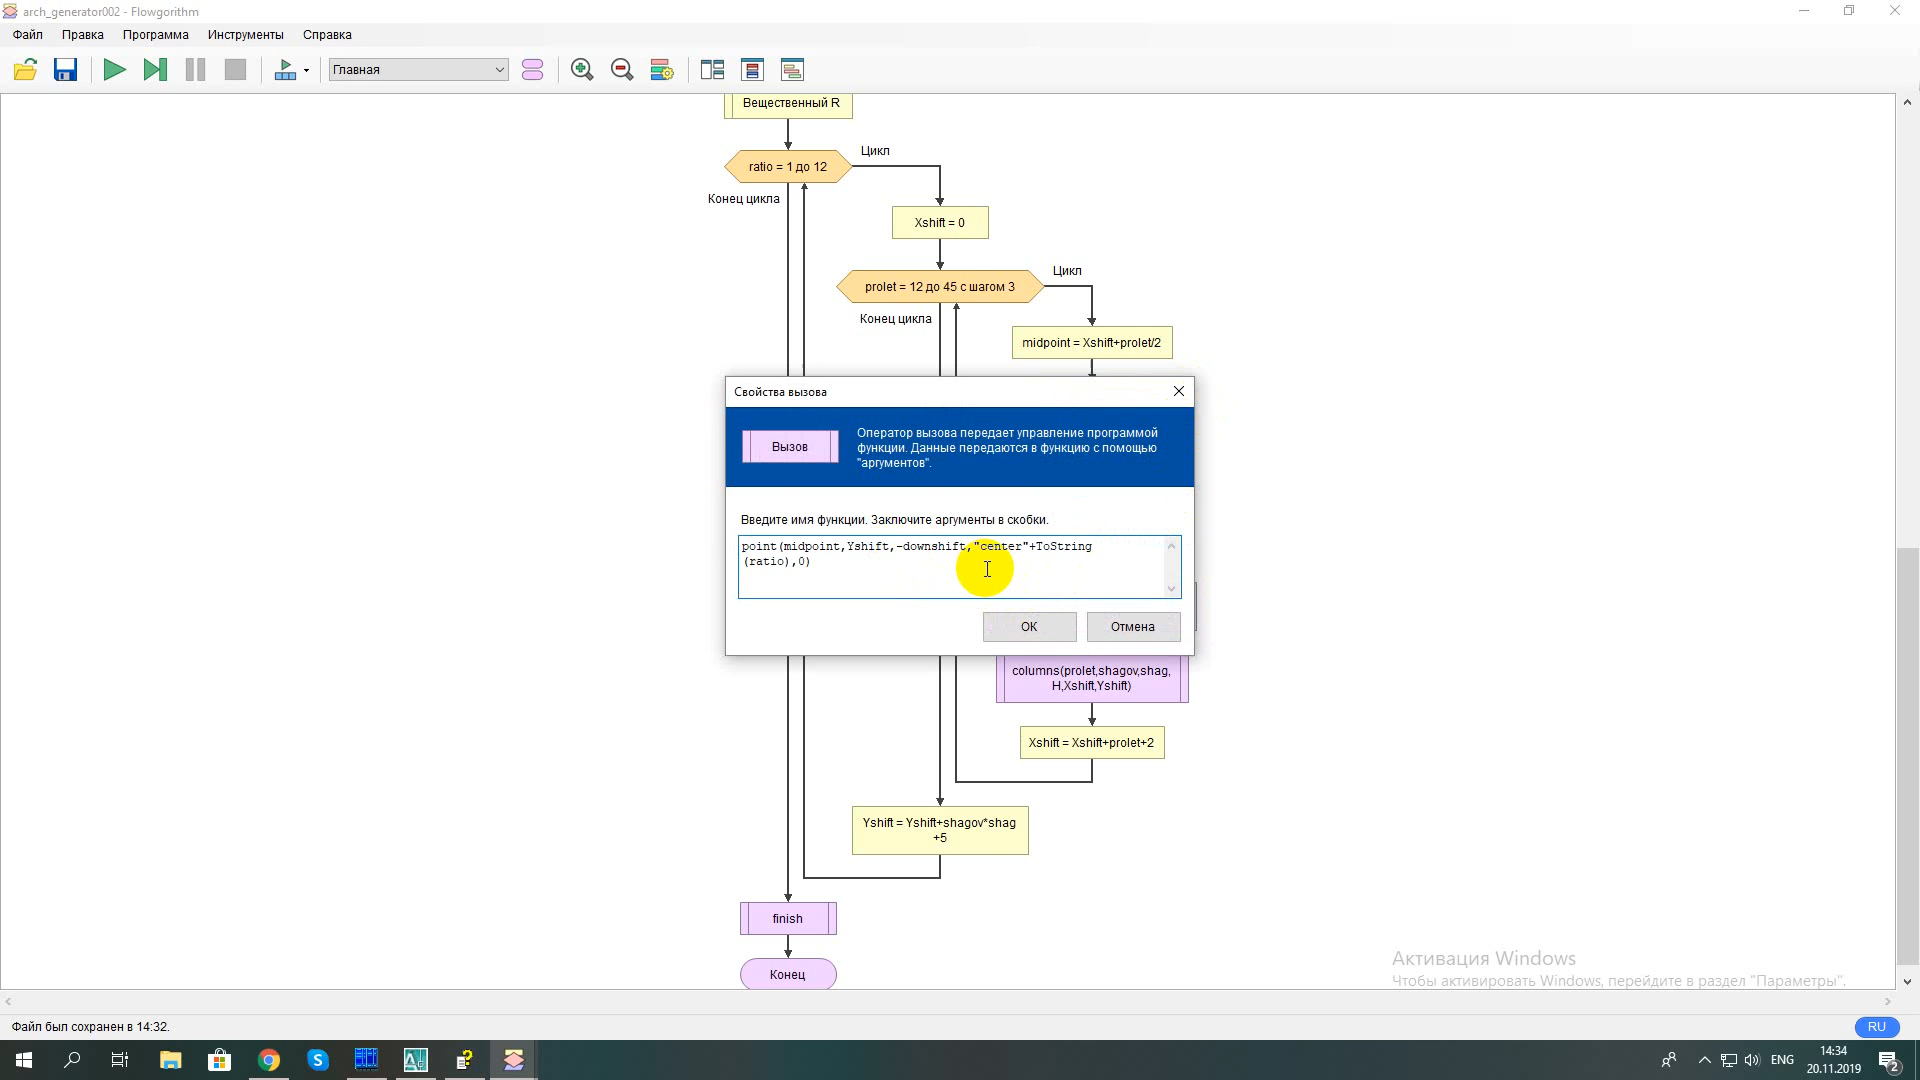 arch_generator002 - Flowgorithm
Файл Правка Программа Инструменты Справка
Главная
Вещественный R
Цикл
ratio = 1 до 12
Конец цикла
Xshift = 0
Цикл
prolet = 12 до 45 с шагом 3
Конец цикла
midpoint = Xshift+prolet/2
Свойства вызова
Вызов
Оператор вызова передает управление программой
функции. Данные передаются в функцию с помощью
"аргументов".
Введите имя функции. Заключите аргументы в скобки.
point(midpoint,Yshift,-downshift,"center"+ToString
(ratio),0)
ОК
Отмена
columns(prolet,shagov,shag,
H,Xshift,Yshift)
Xshift = Xshift+prolet+2
Yshift = Yshift+shagov*shag
+5
finish
Конец
Активация Windows
Чтобы активировать Windows, перейдите в раздел "Параметры".
Файл был сохранен в 14:32.
RU
ENG
14:34
20.11.2019
2